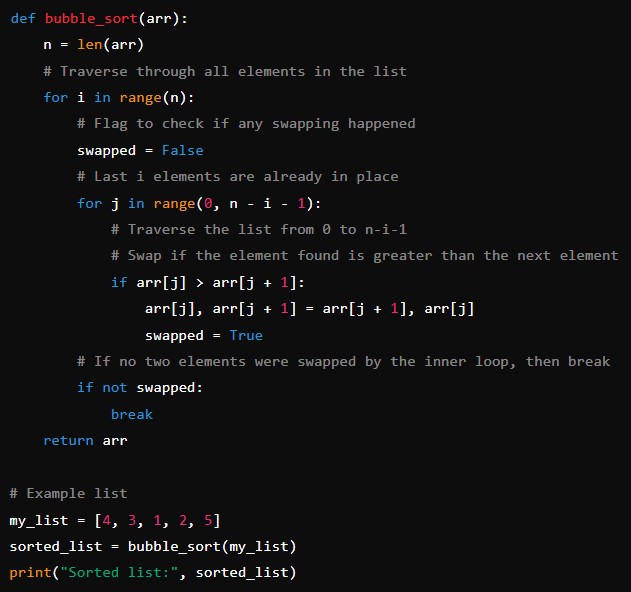 def bubble_sort(arr):
    n = len(arr)
    # Traverse through all elements in the list
    for i in range(n):
        # Flag to check if any swapping happened
        swapped = False
        # Last i elements are already in place
        for j in range(0, n - i - 1):
            # Traverse the list from 0 to n-i-1
            # Swap if the element found is greater than the next element
            if arr[j] > arr[j + 1]:
                arr[j], arr[j + 1] = arr[j + 1], arr[j]
                swapped = True
        # If no two elements were swapped by the inner loop, then break
        if not swapped:
            break
    return arr

# Example list
my_list = [4, 3, 1, 2, 5]
sorted_list = bubble_sort(my_list)
print("Sorted list:", sorted_list)